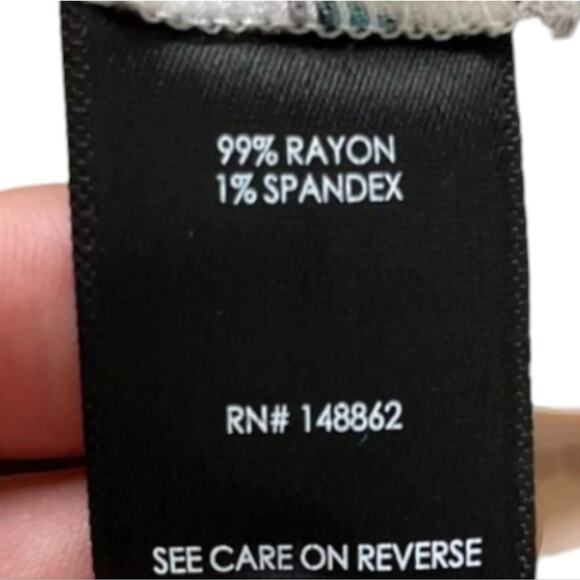 99% RAYON
1% SPANDEX
RN# 148862
SEE CARE ON REVERSE